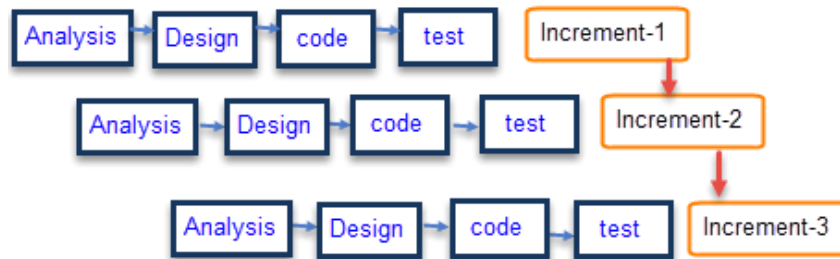 Analysis Design code test Increment-1
Analysis Design code test Increment-2
Analysis Design code test Increment-3